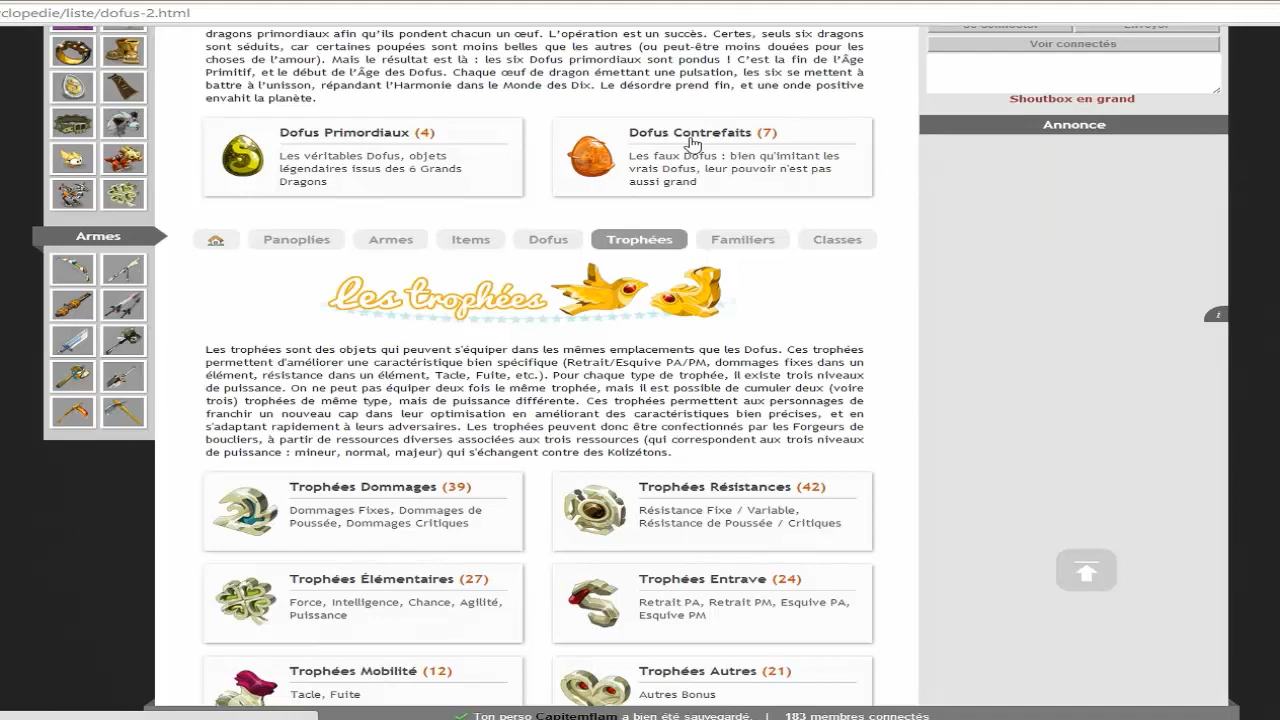 clopedie/liste/dofus-2.html
dragons primordiaux afin qu'ils pondent chacun un œuf. L'opération est un succès. Certes, seuls six dragons
sont séduits, car certaines poupées sont moins belles que les autres (ou peut-être moins douées pour les
choses de l'amour). Mais le résultat est là : les six Dofus primordiaux sont pondus ! C'est la fin de l'Âge
Primitif, et le début de l'Âge des Dofus. Chaque œuf de dragon émettant une pulsation, les six se mettent à
battre à l'unisson, répandant l'Harmonie dans le Monde des Dix. Le désordre prend fin, et une onde positive
envahit la planète.
Voir connectés
Shoutbox en grand
Annonce
Dofus Primordiaux (4)
Les véritables Dofus, objets
légendaires issus des 6 Grands
Dragons
Dofus Contrefaits (7)
Les faux Dofus : bien qu'imitant les
vrais Dofus, leur pouvoir n'est pas
aussi grand
Armes
Panoplies Armes Items Dofus Trophées Familiers Classes
Les trophées
Les trophées sont des objets qui peuvent s'équiper dans les mêmes emplacements que les Dofus. Ces trophées
permettent d'améliorer une caractéristique bien spécifique (Retrait/Esquive PA/PM, dommages fixes dans un
élément, résistance dans un élément, Tacle, Fuite, etc.). Pour chaque type de trophée, il existe trois niveaux
de puissance. On ne peut pas équiper deux fois le même trophée, mais il est possible de cumuler deux (voire
trois) trophées de même type, mais de puissance différente. Ces trophées permettent aux personnages de
franchir un nouveau cap dans leur optimisation en améliorant des caractéristiques bien précises, et en
s'adaptant rapidement à leurs adversaires. Les trophées peuvent donc être confectionnés par les Forgeurs de
boucliers, à partir de ressources diverses associées aux trois ressources (qui correspondent aux trois niveaux
de puissance : mineur, normal, majeur) qui s'échangent contre des Kolizétons.
Trophées Dommages (39)
Dommages Fixes, Dommages de
Poussée, Dommages Critiques
Trophées Résistances (42)
Résistance Fixe / Variable,
Résistance de Poussée / Critiques
Trophées Élémentaires (27)
Force, Intelligence, Chance, Agilité,
Puissance
Trophées Entrave (24)
Retrait PA, Retrait PM, Esquive PA,
Esquive PM
Trophées Mobilité (12)
Tacle, Fuite
Trophées Autres (21)
Autres Bonus
Ton perso Capitemflam a bien été sauvegardé. | 183 membres connectés